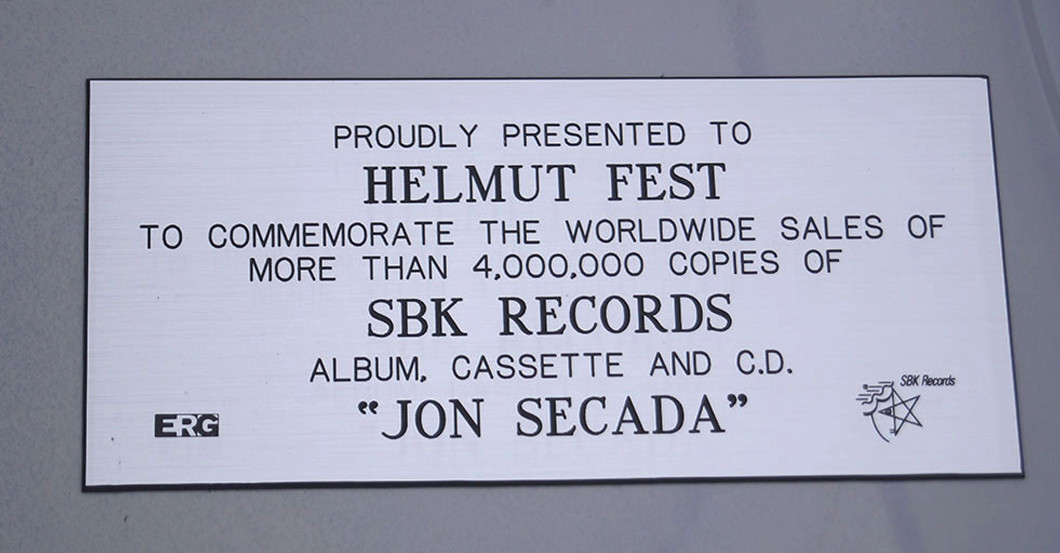 PROUDLY PRESENTED TO
HELMUT FEST
TO COMMEMORATE THE WORLDWIDE SALES OF
MORE THAN 4,000,000 COPIES OF
SBK RECORDS
ALBUM, CASSETTE AND C.D.
"JON SECADA"
ERG
SBK Records